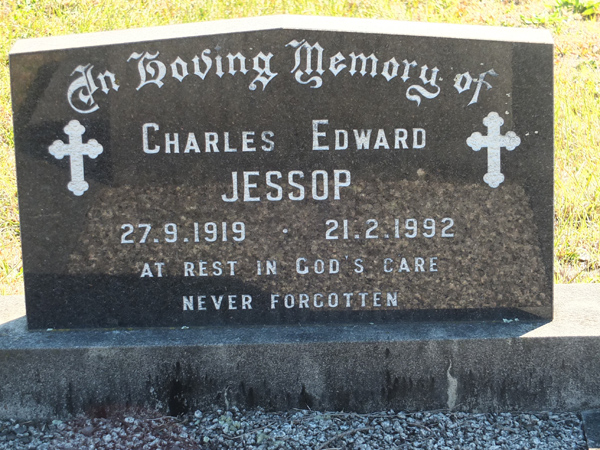 In Loving Memory of
CHARLES EDWARD
JESSOP
27.9.1919 · 21.2.1992
AT REST IN GOD'S CARE
NEVER FORGOTTEN